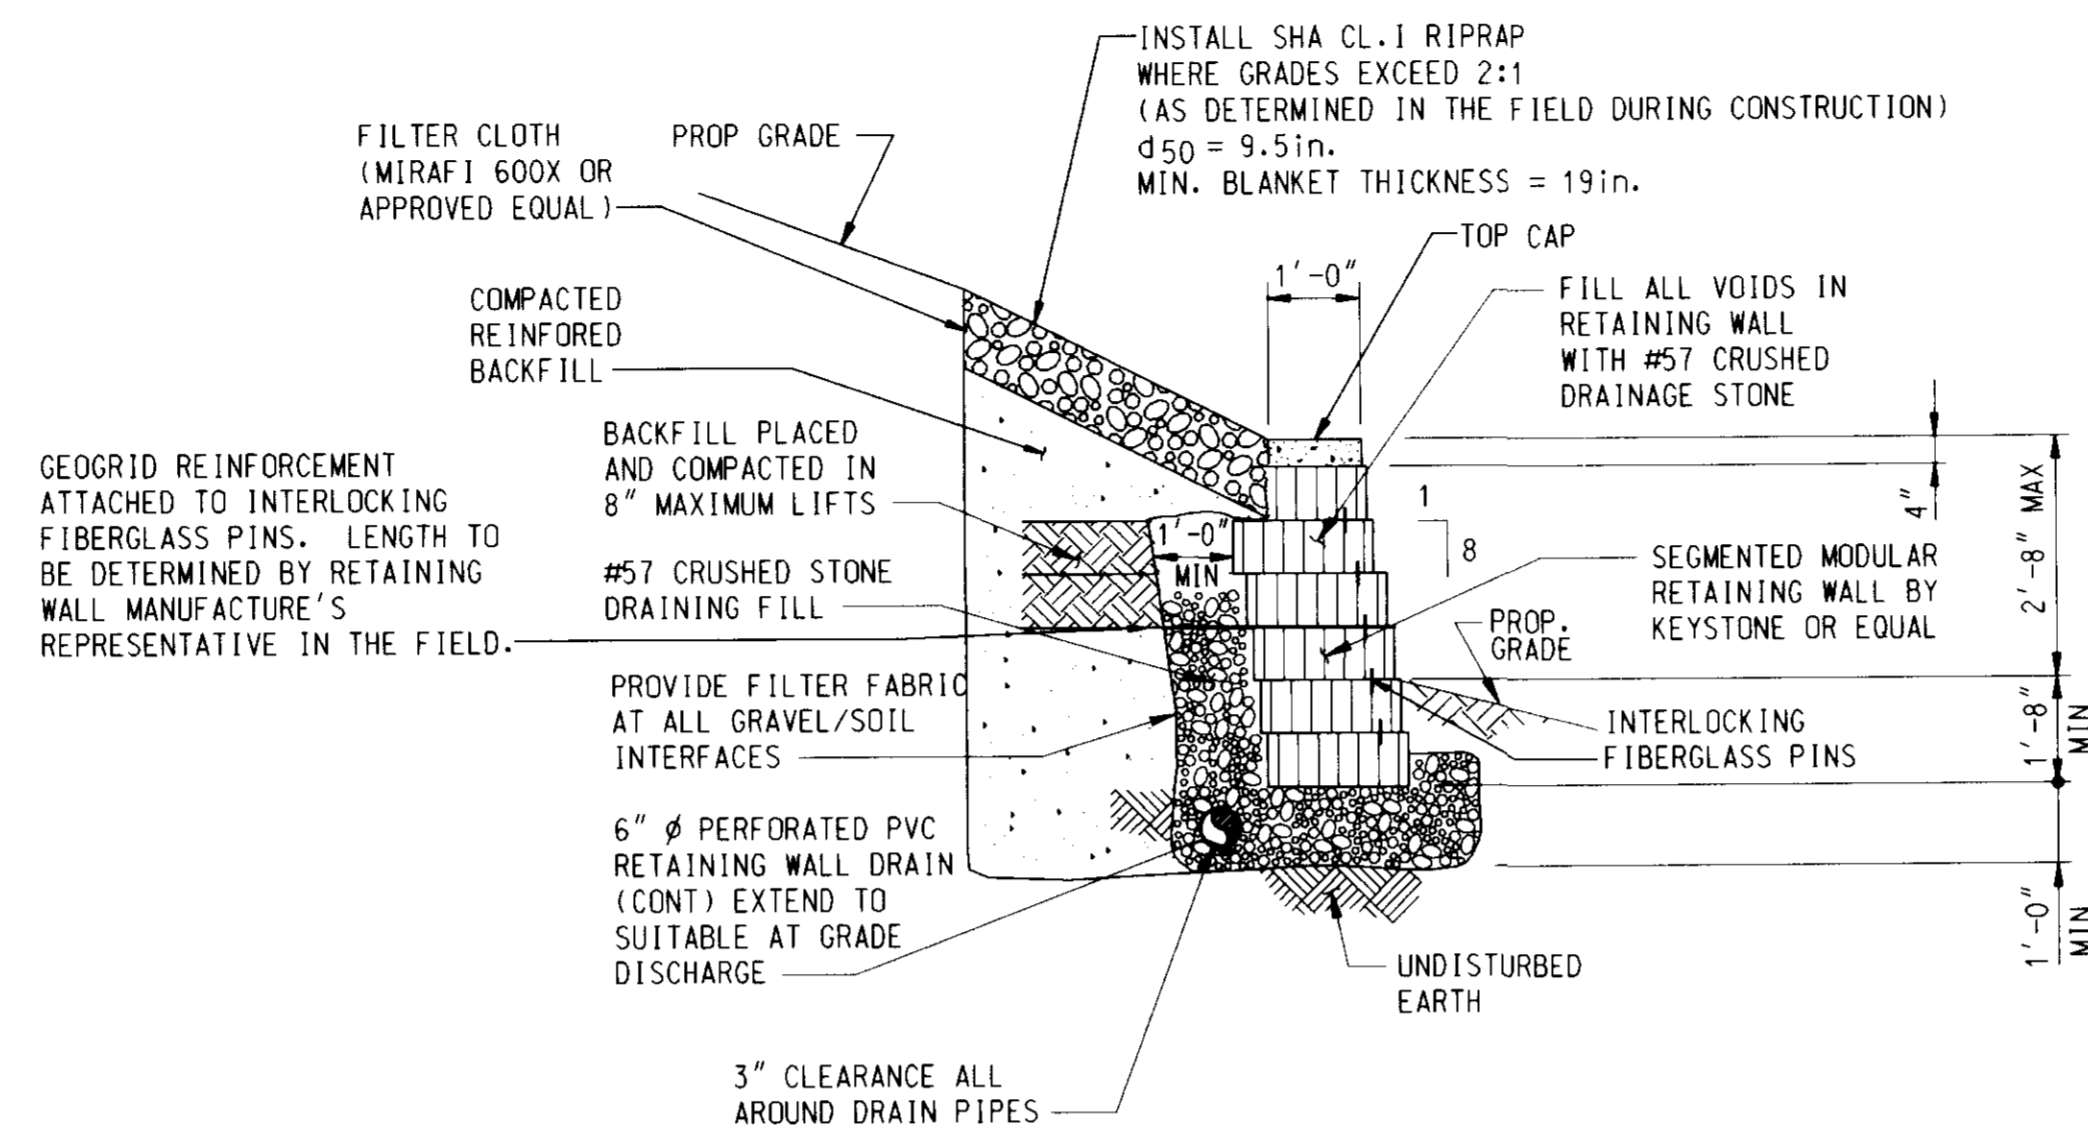 INSTALL SHA CL.I RIPRAP
WHERE GRADES EXCEED 2:1
(AS DETERMINED IN THE FIELD DURING CONSTRUCTION)
d50 = 9.5in.
MIN. BLANKET THICKNESS = 19in.
FILTER CLOTH
(MIRAFI 600X OR
APPROVED EQUAL)
PROP GRADE
TOP CAP
1'-0"
FILL ALL VOIDS IN
RETAINING WALL
WITH #57 CRUSHED
DRAINAGE STONE
COMPACTED
REINFORED
BACKFILL
BACKFILL PLACED
AND COMPACTED IN
8" MAXIMUM LIFTS
GEOGRID REINFORCEMENT
ATTACHED TO INTERLOCKING
FIBERGLASS PINS. LENGTH TO
BE DETERMINED BY RETAINING
WALL MANUFACTURE'S
REPRESENTATIVE IN THE FIELD.
#57 CRUSHED STONE
DRAINING FILL
1'-0"
MIN
1
8
4"
2'-8" MAX
SEGMENTED MODULAR
RETAINING WALL BY
KEYSTONE OR EQUAL
PROP.
GRADE
PROVIDE FILTER FABRIC
AT ALL GRAVEL/SOIL
INTERFACES
INTERLOCKING
FIBERGLASS PINS
1'-8"
MIN
6" ϕ PERFORATED PVC
RETAINING WALL DRAIN
(CONT) EXTEND TO
SUITABLE AT GRADE
DISCHARGE
1'-0"
MIN
UNDISTURBED
EARTH
3" CLEARANCE ALL
AROUND DRAIN PIPES